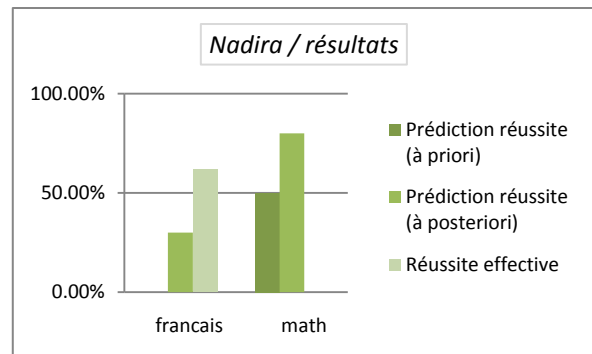 Nadira / résultats
100.00%
50.00%
0.00%
francais
math
Prédiction réussite
(à priori)
Prédiction réussite
(à posteriori)
Réussite effective